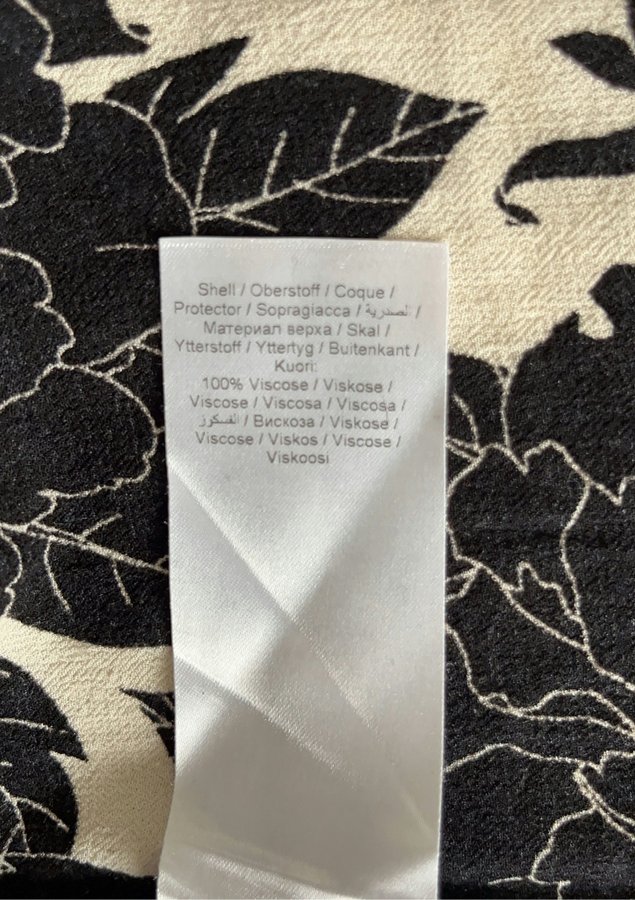 Shell / Oberstoff / Coque /
Protector / Sopragiacca / الصدرية /
Материал верха / Skal /
Ytterstoff / Yttertyg / Buitenkant /
Kuori:
100% Viscose / Viskose /
Viscose / Viscosa / Viscosa /
الفسكوز / Вискоза / Viskose /
Viscose / Viskos / Viscose /
Viskoosi